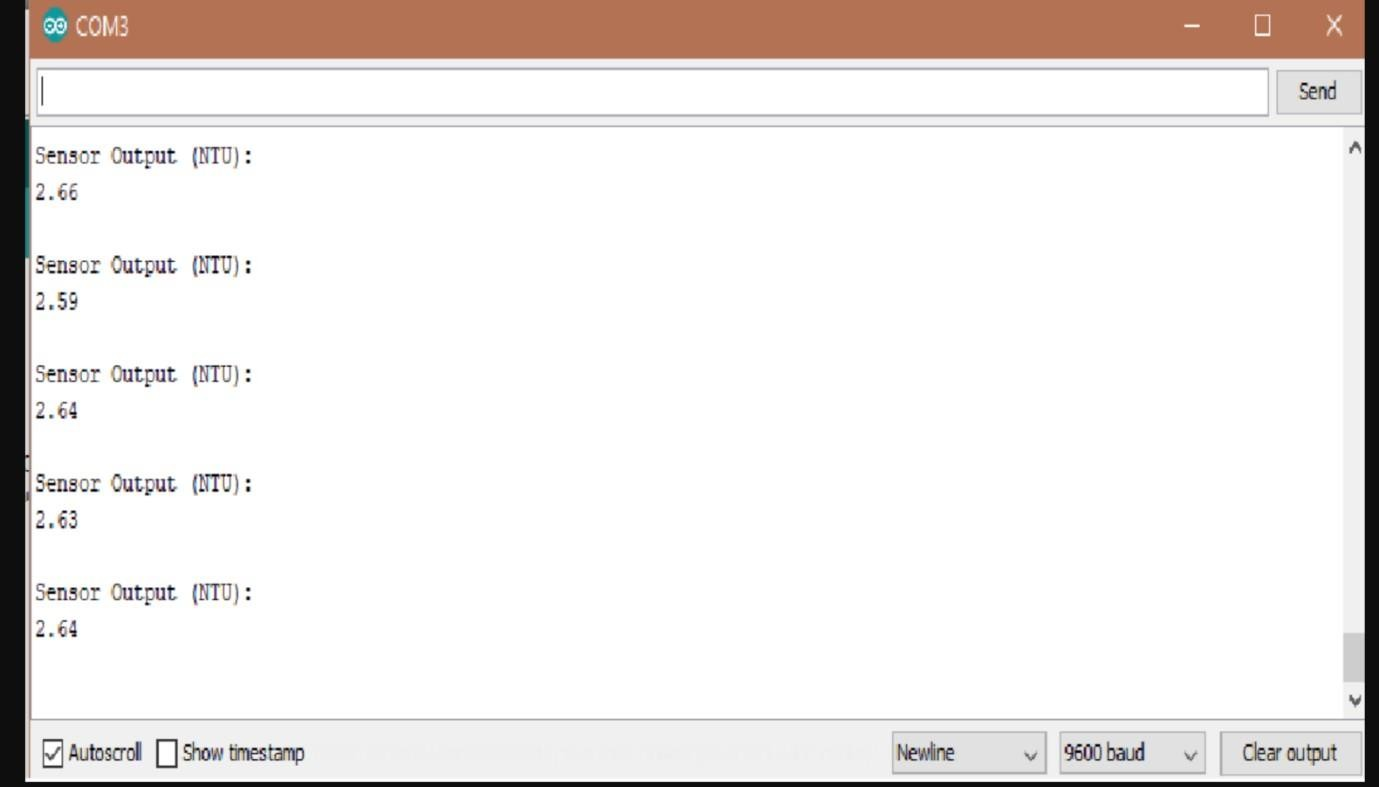 COM3
Send
Sensor Output (NTU):
2.66
Sensor Output (NTU):
2.59
Sensor Output (NTU):
2.64
Sensor Output (NTU):
2.63
Sensor Output (NTU):
2.64
Autoscroll Show timestamp Newline 9600 baud Clear output